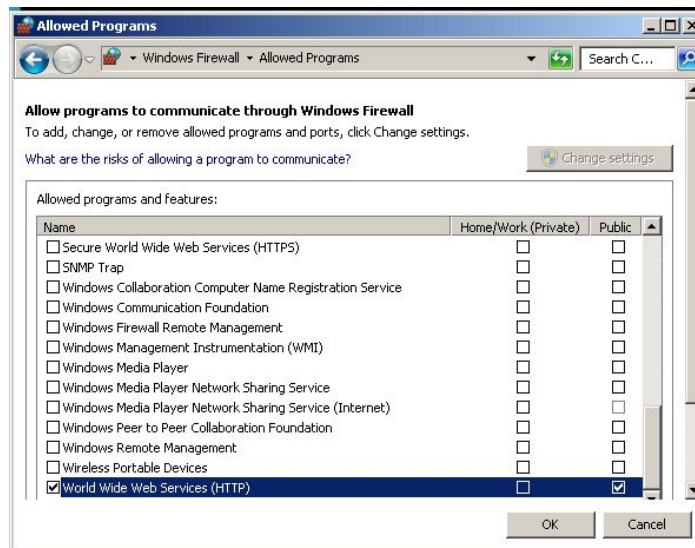 Allowed Programs
Windows Firewall Allowed Programs Search C...
Allow programs to communicate through Windows Firewall
To add, change, or remove allowed programs and ports, click Change settings.
What are the risks of allowing a program to communicate? Change settings
Allowed programs and features:
Name Home/Work (Private) Public
Secure World Wide Web Services (HTTPS)
SNMP Trap
Windows Collaboration Computer Name Registration Service
Windows Communication Foundation
Windows Firewall Remote Management
Windows Management Instrumentation (WMI)
Windows Media Player
Windows Media Player Network Sharing Service
Windows Media Player Network Sharing Service (Internet)
Windows Peer to Peer Collaboration Foundation
Windows Remote Management
Wireless Portable Devices
World Wide Web Services (HTTP)
OK Cancel